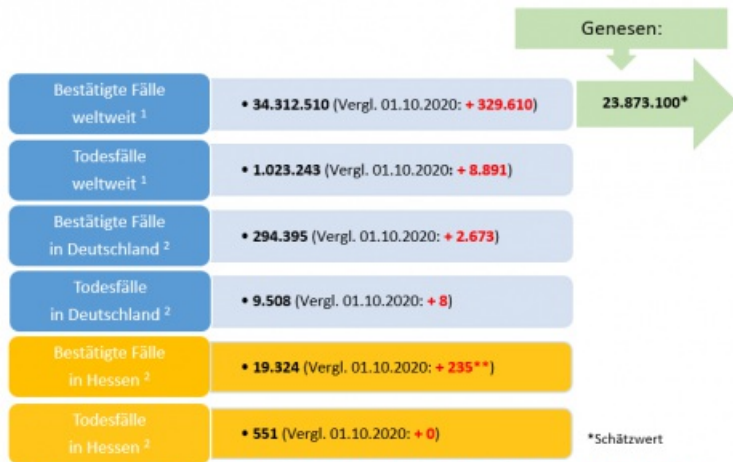 Genesen:
Bestätigte Fälle
weltweit ¹
• 34.312.510 (Vergl. 01.10.2020: + 329.610)
23.873.100*
Todesfälle
weltweit ¹
• 1.023.243 (Vergl. 01.10.2020: + 8.891)
Bestätigte Fälle
in Deutschland ²
• 294.395 (Vergl. 01.10.2020: + 2.673)
Todesfälle
in Deutschland ²
• 9.508 (Vergl. 01.10.2020: + 8)
Bestätigte Fälle
in Hessen ²
• 19.324 (Vergl. 01.10.2020: + 235**)
Todesfälle
in Hessen ²
• 551 (Vergl. 01.10.2020: + 0)
*Schätzwert